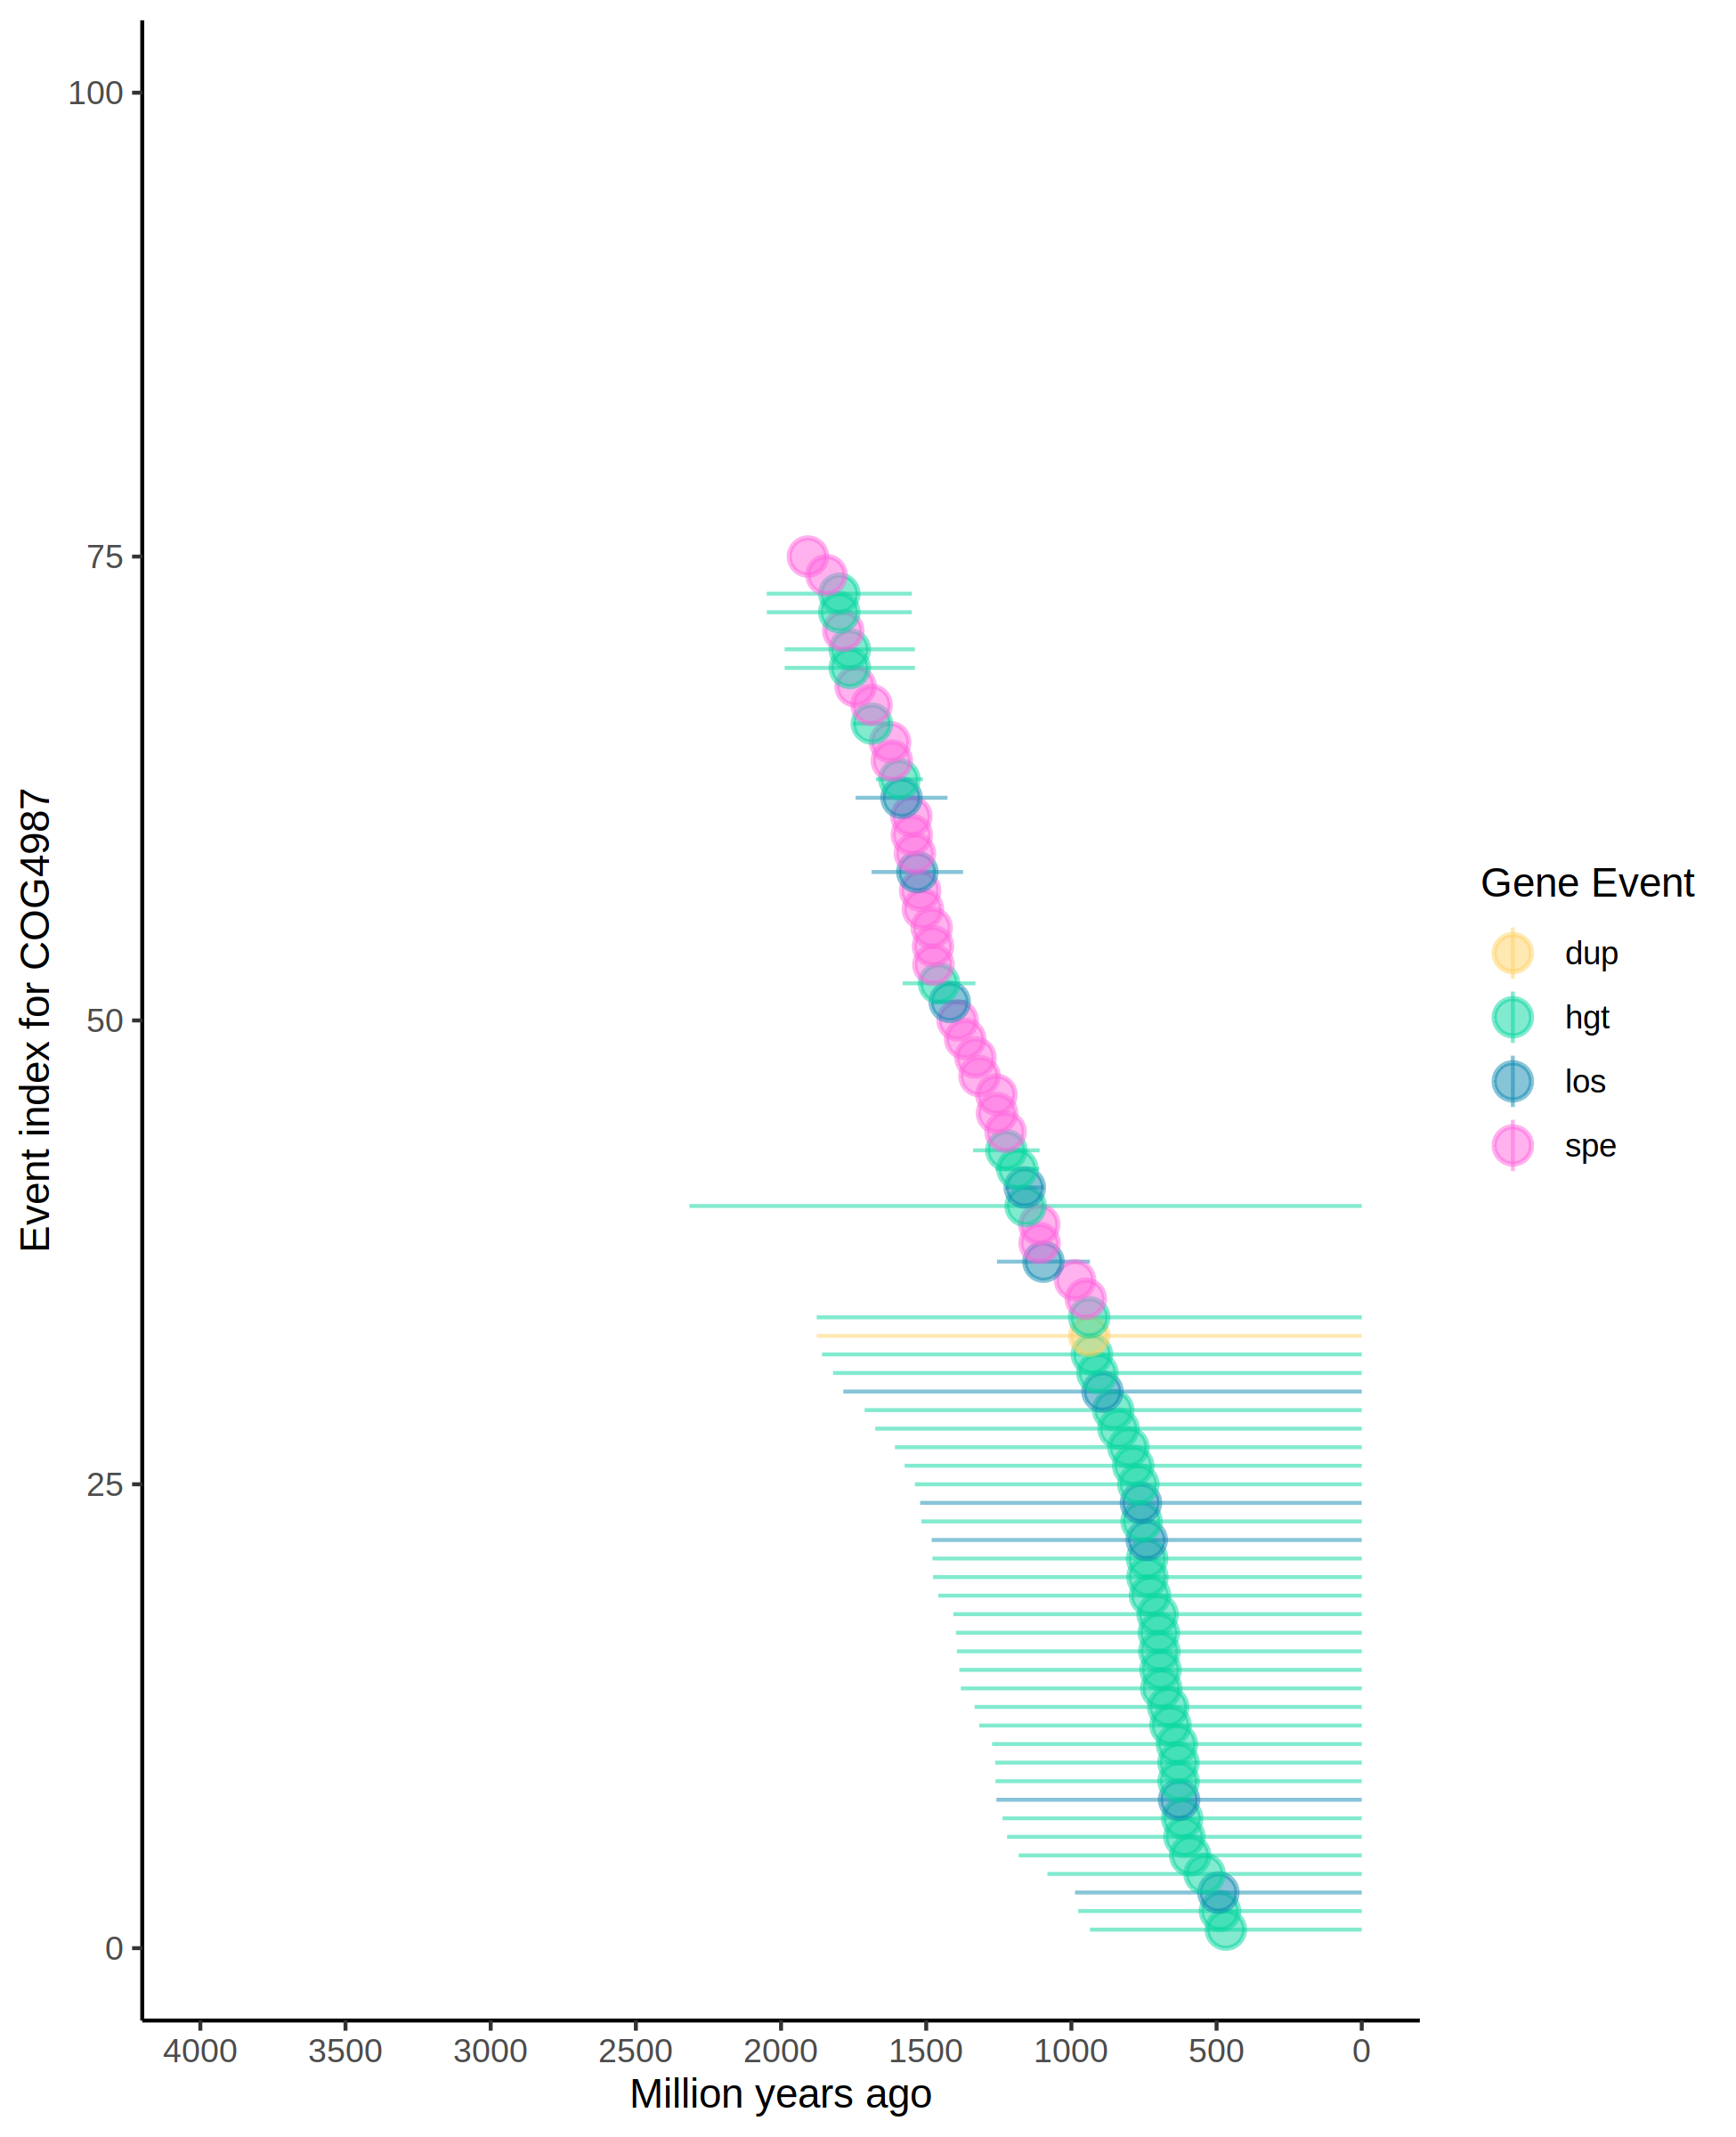 Event index for COG4987
100
75
50
25
0
4000 3500 3000 2500 2000 1500 1000 500 0
Million years ago
Gene Event
dup
hgt
los
spe